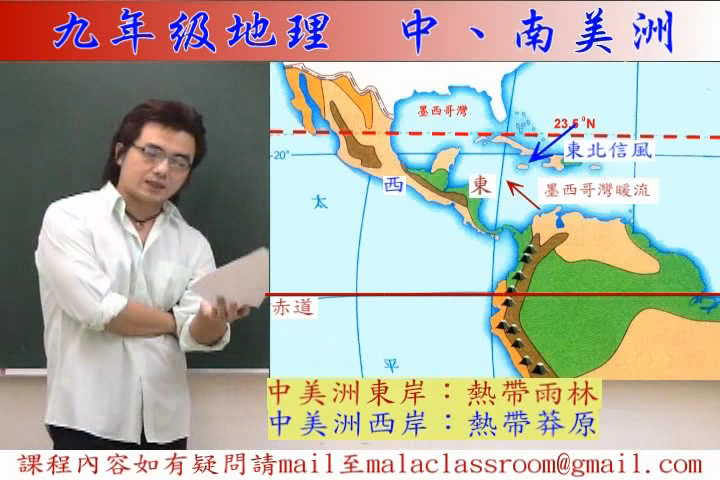 九年級地理 中、南美洲
墨西哥灣
23.5°N
20°
東北信風
西
東
墨西哥灣暖流
太
赤道
平
中美洲東岸：熱帶雨林
中美洲西岸：熱帶莽原
課程內容如有疑問請mail至malaclassroom@gmail.com